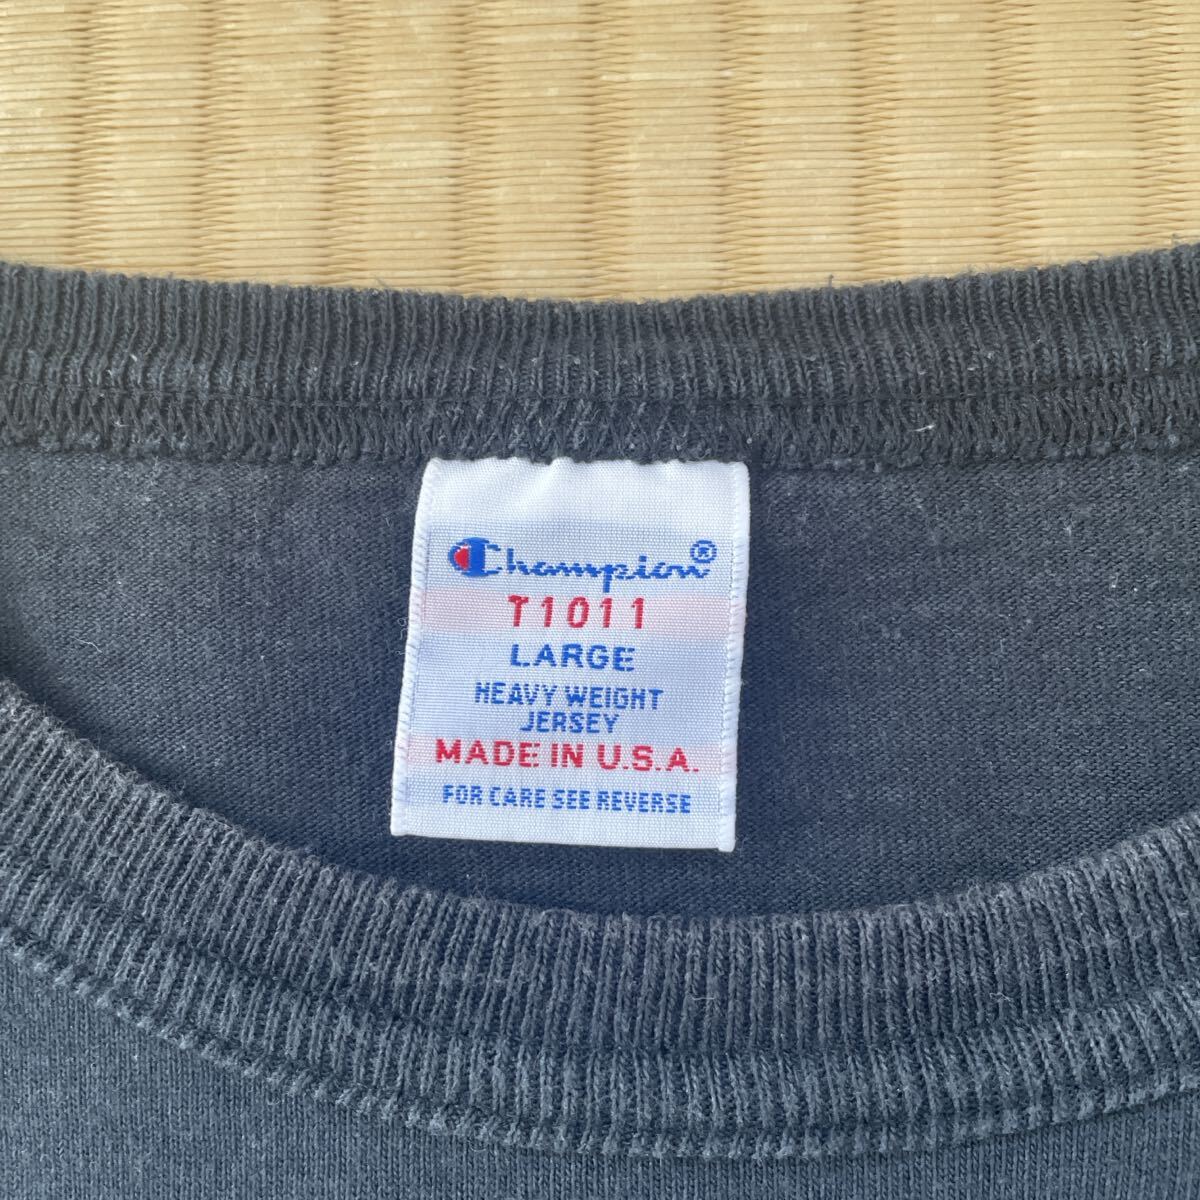 Champion®
T1011
LARGE
HEAVY WEIGHT
JERSEY
MADE IN U.S.A.
FOR CARE SEE REVERSE